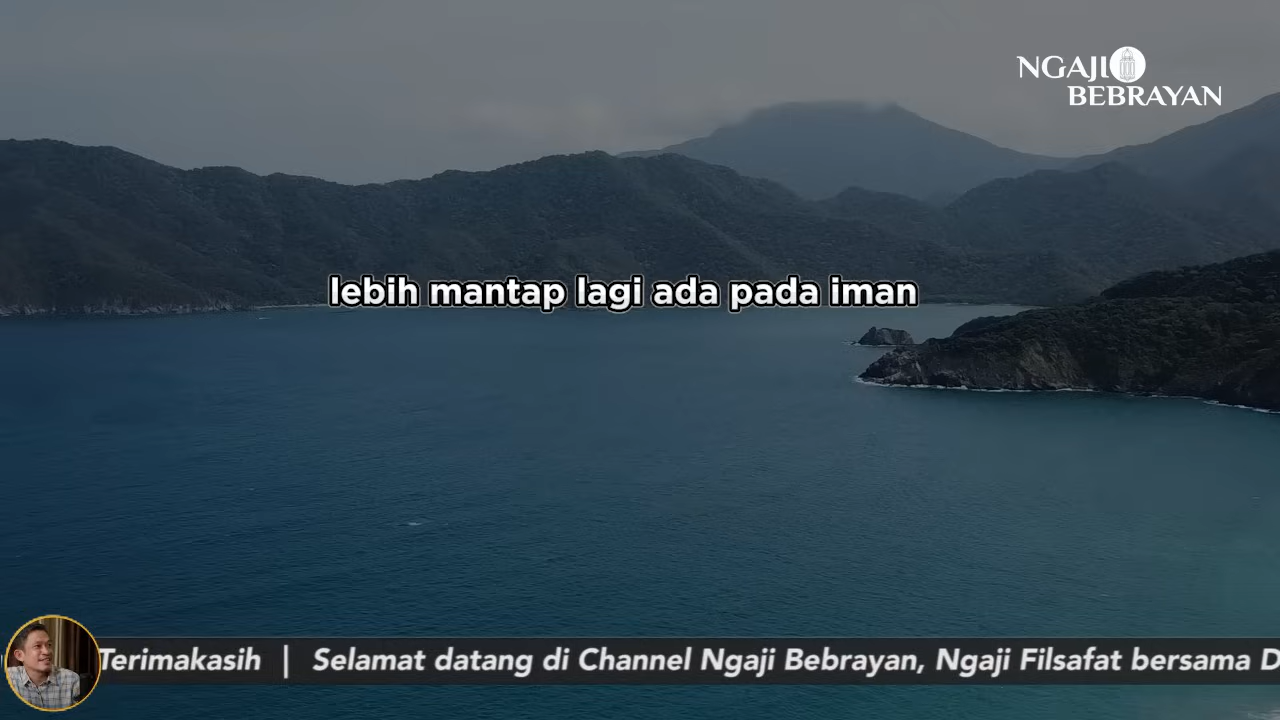 NGAJI
BEBRAYAN
lebih mantap lagi ada pada iman
Terimakasih | Selamat datang di Channel Ngaji Bebrayan, Ngaji Filsafat bersama D